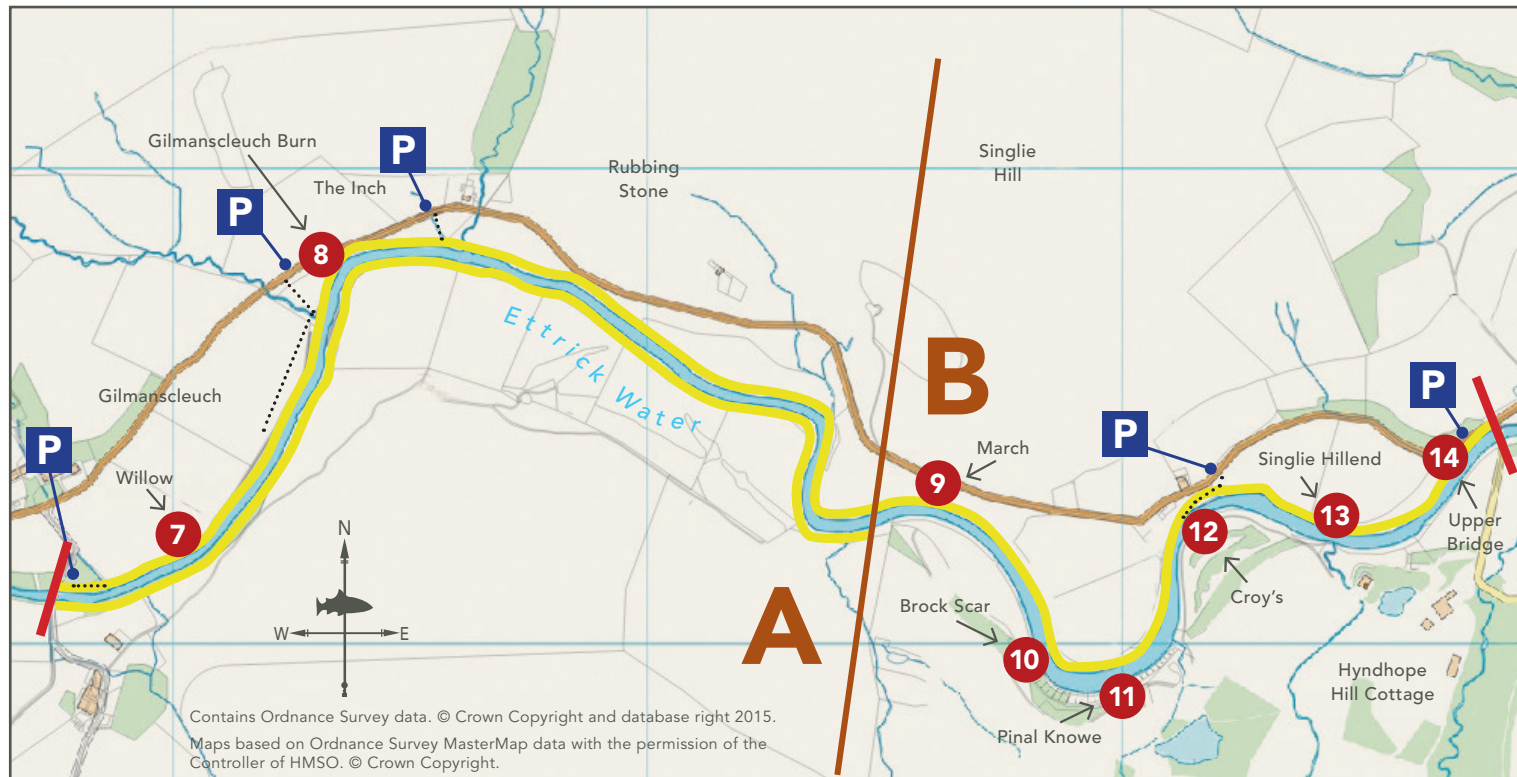 Gilmanscleuch Burn
P
The Inch
P
8
Rubbing
Stone
Singlie
Hill
Ettrick Water
B
Gilmanscleuch
P
Willow
7
N
W
E
March
9
P
P
Singlie Hillend
14
13
12
Upper
Bridge
Croy's
A
Brock Scar
10
11
Pinal Knowe
Hyndhope
Hill Cottage
Contains Ordnance Survey data. © Crown Copyright and database right 2015.
Maps based on Ordnance Survey MasterMap data with the permission of the
Controller of HMSO. © Crown Copyright.